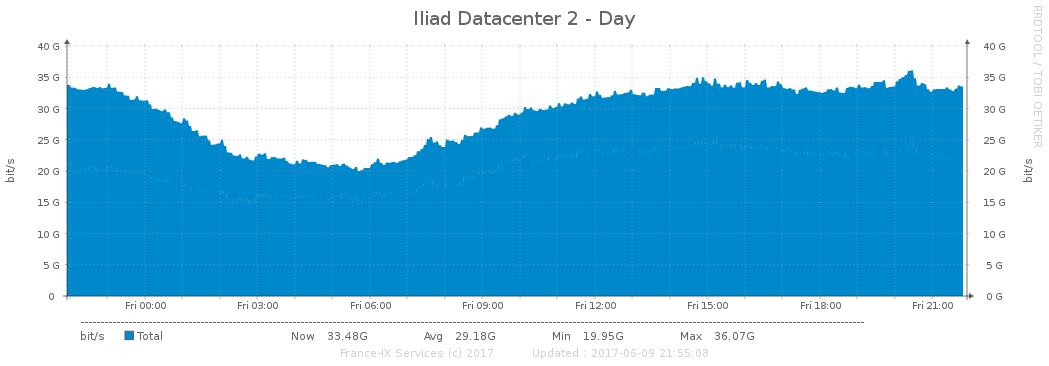 Iliad Datacenter 2 - Day
RRDTOOL / TOBI OETIKER
40 G 40 G
35 G 35 G
30 G 30 G
25 G 25 G
20 G 20 G
15 G 15 G
10 G 10 G
5 G 5 G
0 0 G
bit/s bit/s
Fri 00:00 Fri 03:00 Fri 06:00 Fri 09:00 Fri 12:00 Fri 15:00 Fri 18:00 Fri 21:00
bit/s Total Now 33.48G Avg 29.18G Min 19.95G Max 36.07G
France-IX Services (c) 2017 Updated : 2017-06-09 21:55:08